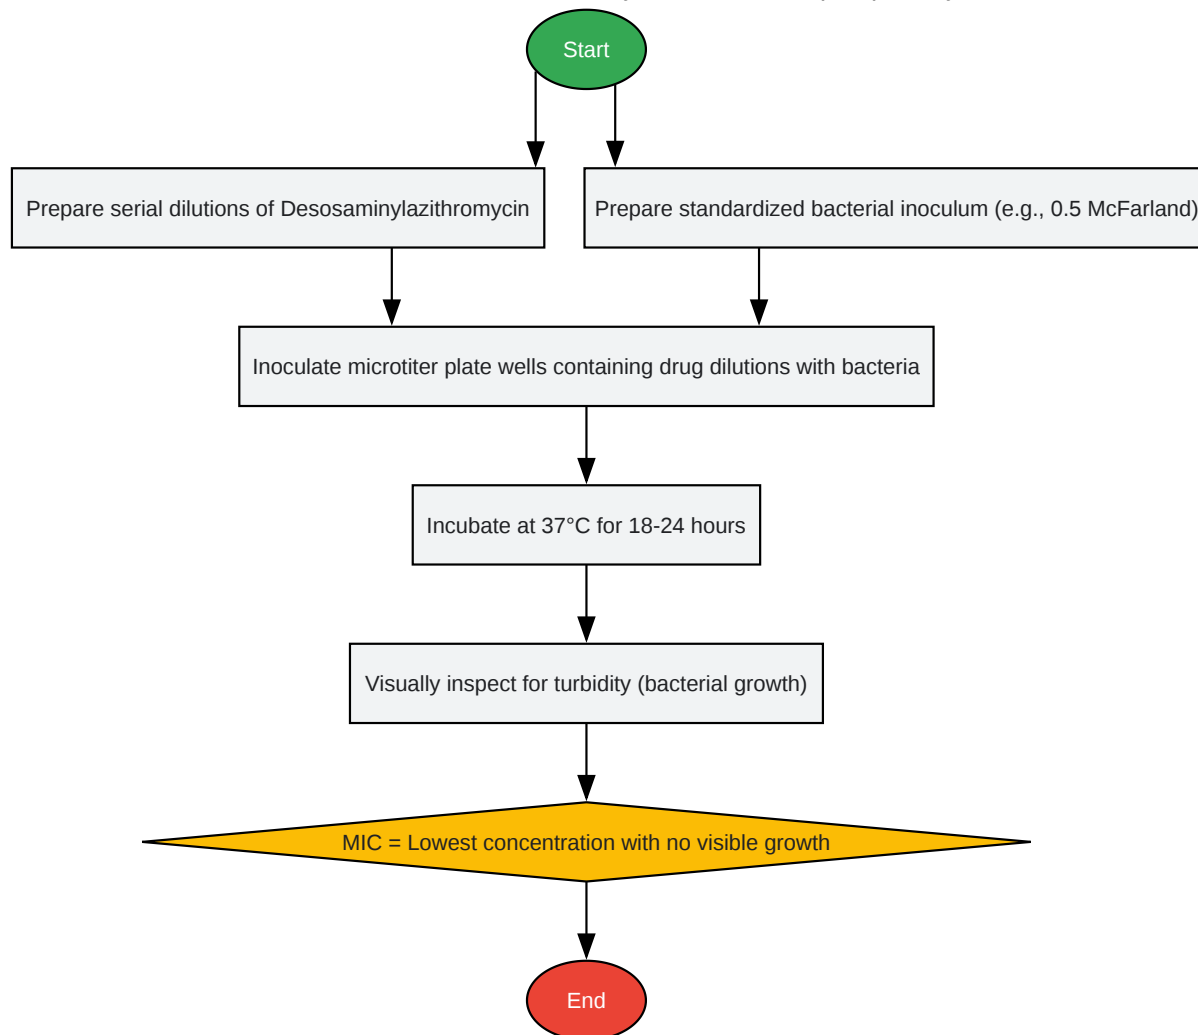 Start
Prepare serial dilutions of Desosaminylazithromycin
Prepare standardized bacterial inoculum (e.g., 0.5 McFarland)
Inoculate microtiter plate wells containing drug dilutions with bacteria
Incubate at 37°C for 18-24 hours
Visually inspect for turbidity (bacterial growth)
MIC = Lowest concentration with no visible growth
End